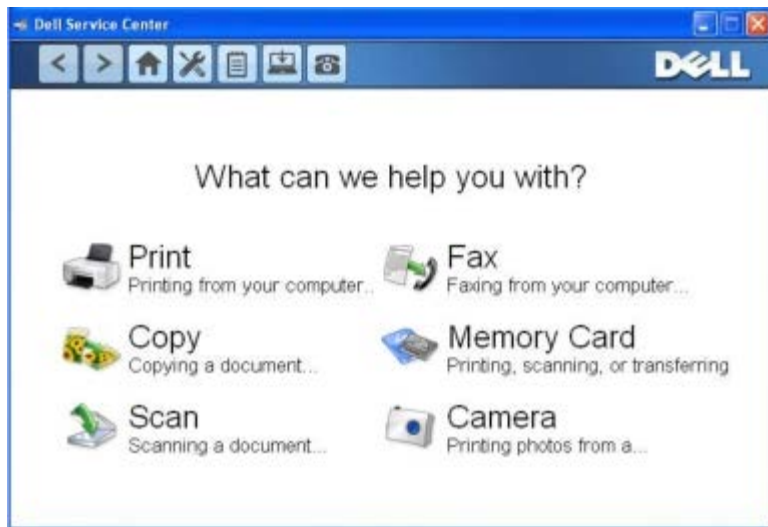 Dell Service Center
DELL
What can we help you with?
Print
Printing from your computer..
Fax
Faxing from your computer...
Copy
Copying a document...
Memory Card
Printing, scanning, or transferring
Scan
Scanning a document...
Camera
Printing photos from a...